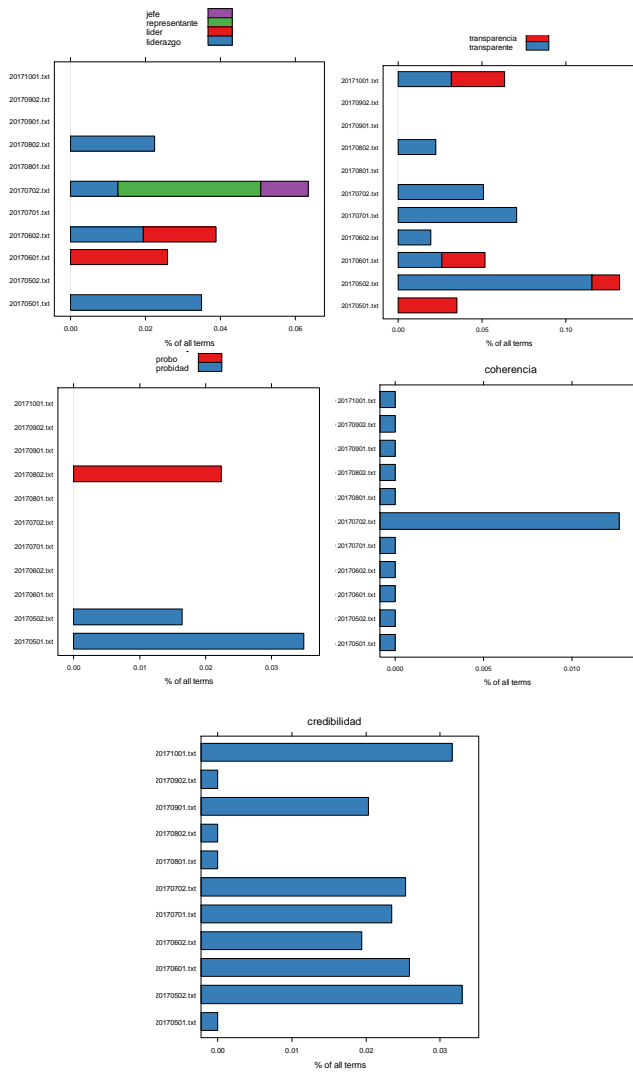 jefe
representante
lider
liderazgo
20171001.txt
20170902.txt
20170901.txt
20170802.txt
20170801.txt
20170702.txt
20170701.txt
20170602.txt
20170601.txt
20170502.txt
20170501.txt
0.00 0.02 0.04 0.06
% of all terms
transparencia
transparente
20171001.txt
20170902.txt
20170901.txt
20170802.txt
20170801.txt
20170702.txt
20170701.txt
20170602.txt
20170601.txt
20170502.txt
20170501.txt
0.00 0.05 0.10
% of all terms
probo
probidad
20171001.txt
20170902.txt
20170901.txt
20170802.txt
20170801.txt
20170702.txt
20170701.txt
20170602.txt
20170601.txt
20170502.txt
20170501.txt
0.00 0.01 0.02 0.03
% of all terms
coherencia
20171001.txt
20170902.txt
20170901.txt
20170802.txt
20170801.txt
20170702.txt
20170701.txt
20170602.txt
20170601.txt
20170502.txt
20170501.txt
0.000 0.005 0.010
% of all terms
credibilidad
20171001.txt
20170902.txt
20170901.txt
20170802.txt
20170801.txt
20170702.txt
20170701.txt
20170602.txt
20170601.txt
20170502.txt
20170501.txt
0.00 0.01 0.02 0.03
% of all terms